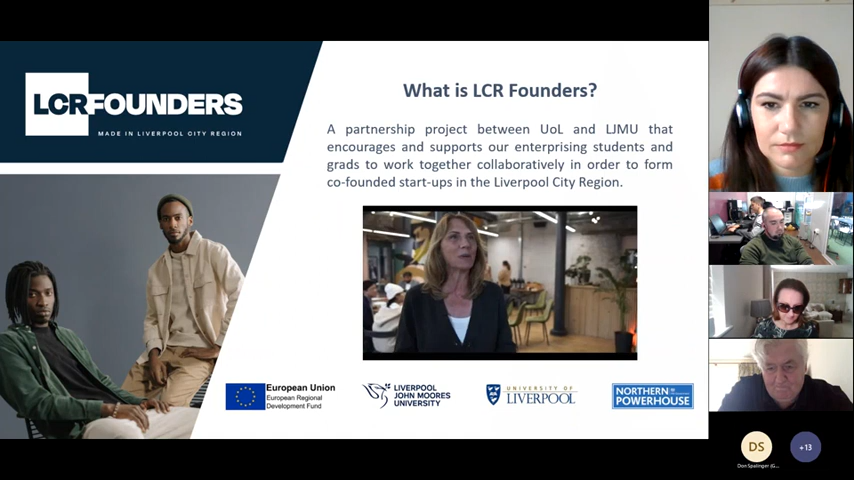 LCRFOUNDERS
MADE IN LIVERPOOL CITY REGION
What is LCR Founders?
A partnership project between UoL and LJMU that
encourages and supports our enterprising students and
grads to work together collaboratively in order to form
co-founded start-ups in the Liverpool City Region.
European Union
European Regional
Development Fund
LIVERPOOL
JOHN MOORES
UNIVERSITY
UNIVERSITY OF
LIVERPOOL
NORTHERN
POWERHOUSE
DS
+13
Don Spalinger (G...